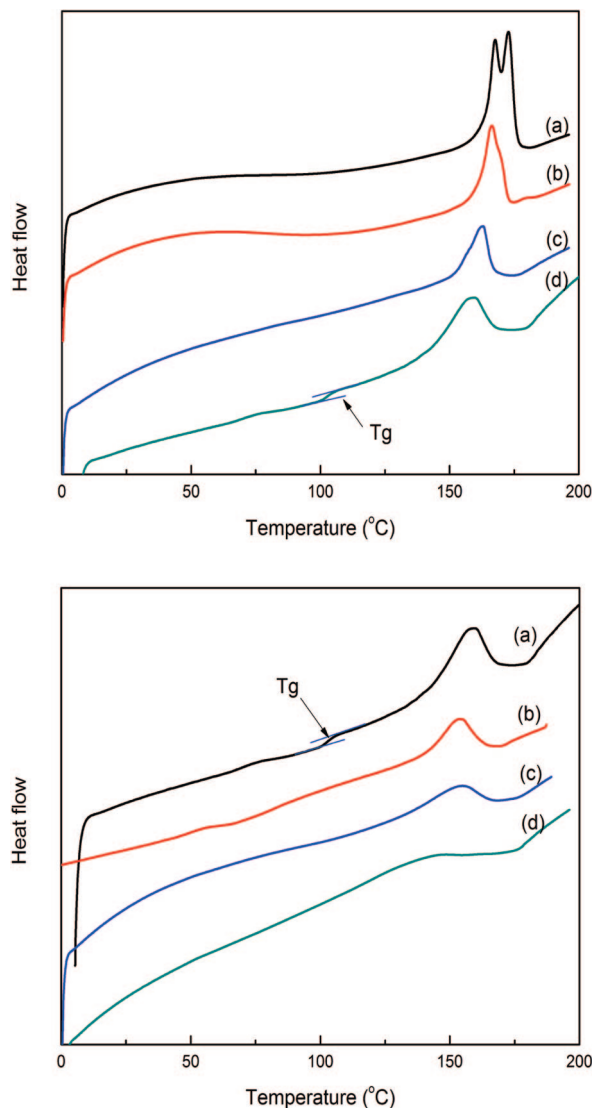 (a)
(b)
(c)
(d)
Heat flow
Tg
0 50 100 150 200
Temperature (°C)
(a)
Tg
(b)
(c)
(d)
Heat flow
0 50 100 150 200
Temperature (°C)